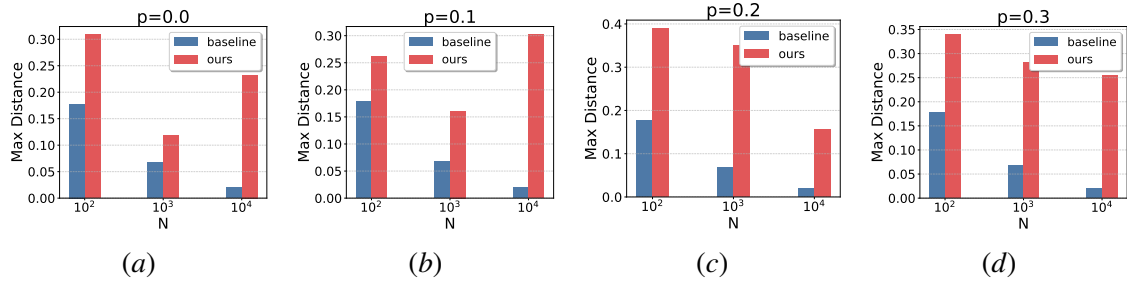 p=0.0
Max Distance
0.30
0.25
0.20
0.15
0.10
0.05
0.00
10²
10³
10⁴
N
baseline
ours
(a)
p=0.1
Max Distance
0.30
0.25
0.20
0.15
0.10
0.05
0.00
10²
10³
10⁴
N
baseline
ours
(b)
p=0.2
Max Distance
0.4
0.3
0.2
0.1
0.0
10²
10³
10⁴
N
baseline
ours
(c)
p=0.3
Max Distance
0.35
0.30
0.25
0.20
0.15
0.10
0.05
0.00
10²
10³
10⁴
N
baseline
ours
(d)